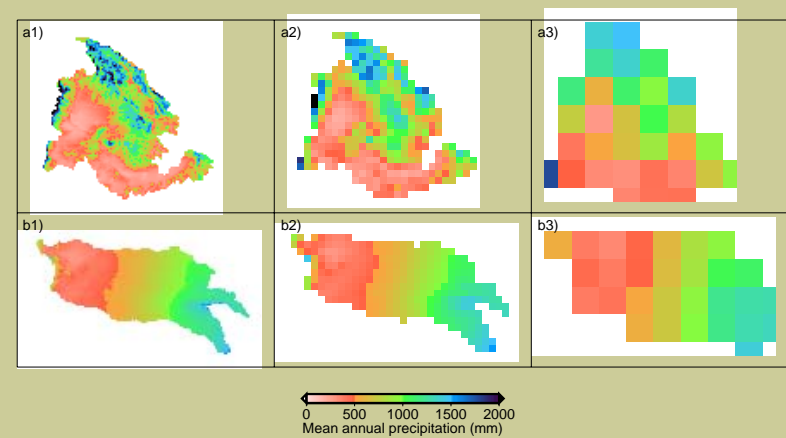 a1) a2) a3)
b1) b2) b3)
0 500 1000 1500 2000
Mean annual precipitation (mm)